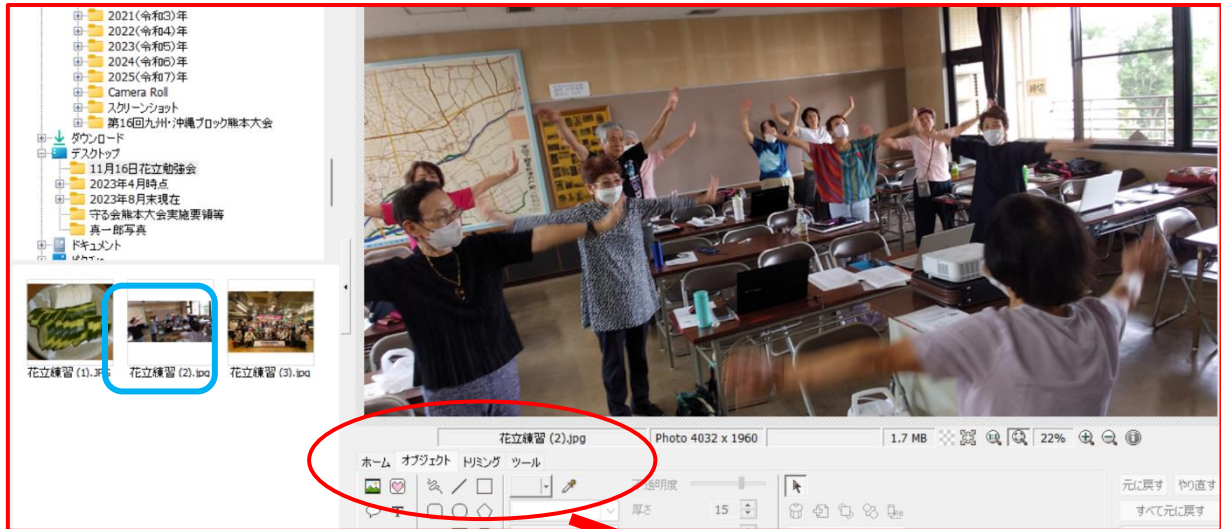 2021(令和3)年
2022(令和4)年
2023(令和5)年
2024(令和6)年
2025(令和7)年
Camera Roll
スクリーンショット
第16回九州・沖縄ブロック熊本大会
ダウンロード
デスクトップ
11月16日花立勉強会
2023年4月時点
2023年8月末現在
守る会熊本大会実施要領等
真一郎写真
ドキュメント
花立練習 (1).JPG
花立練習 (2).jpg
花立練習 (3).jpg
花立練習 (2).jpg
Photo 4032 x 1960
1.7 MB
22%
ホーム
オブジェクト
トリミング
ツール
透明度
厚さ
15
元に戻す
やり直す
すべて元に戻す